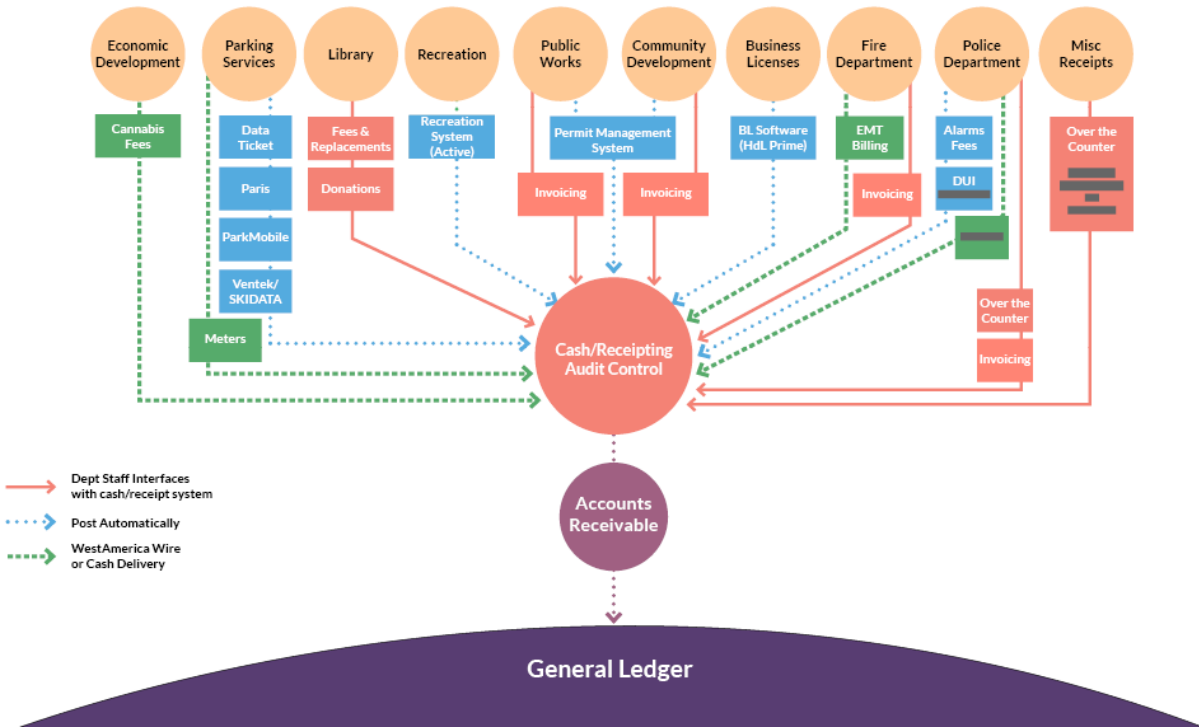 Economic
Development
Parking
Services
Library
Recreation
Public
Works
Community
Development
Business
Licenses
Fire
Department
Police
Department
Misc
Receipts
Cannabis
Fees
Data
Ticket
Paris
ParkMobile
Ventek/
SKIDATA
Meters
Fees &
Replacements
Donations
Recreation
System
(Active)
Permit Management
System
Invoicing
Invoicing
BL Software
(HdL Prime)
EMT
Billing
Invoicing
Alarms
Fees
DUI
Over the
Counter
Invoicing
Over the
Counter
Cash/Receipting
Audit Control
Dept Staff Interfaces
with cash/receipt system
Post Automatically
WestAmerica Wire
or Cash Delivery
Accounts
Receivable
General Ledger